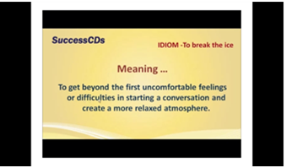 SuccessCDs
IDIOM -To break the ice
Meaning ...
To get beyond the first uncomfortable feelings
or difficulties in starting a conversation and
create a more relaxed atmosphere.